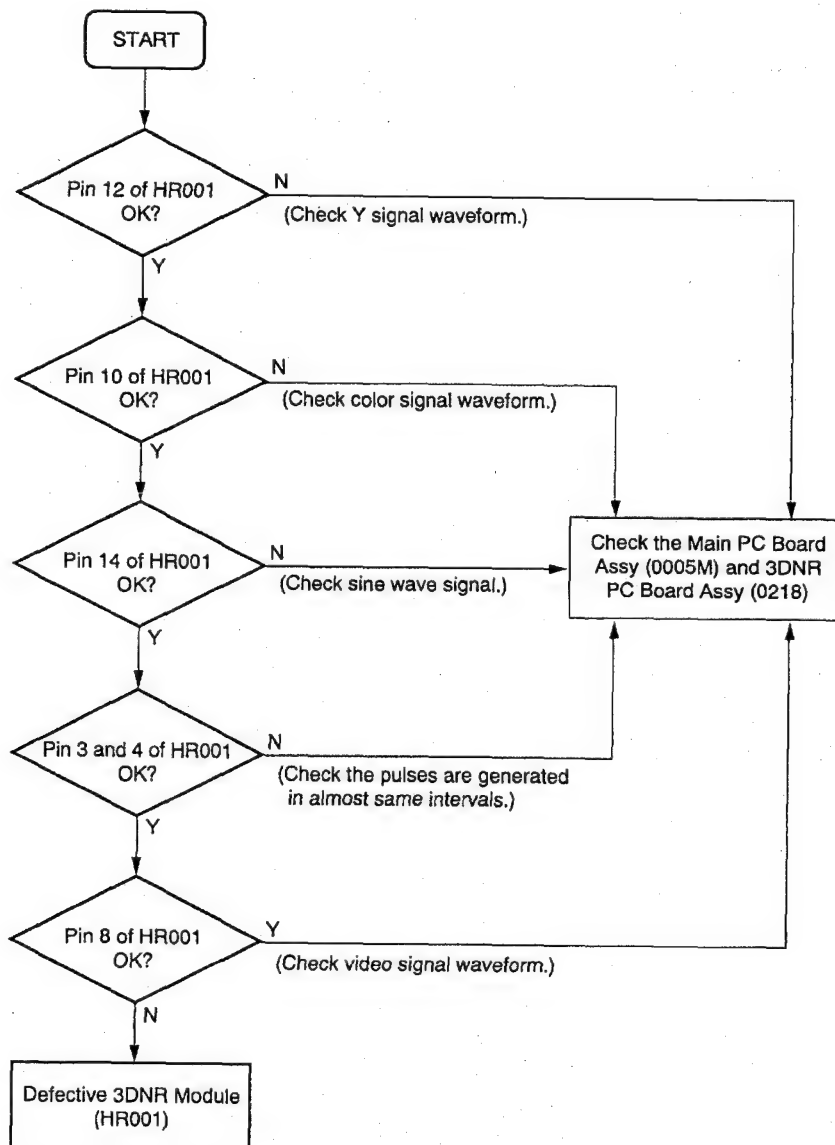 START
Pin 12 of HR001
OK?
N
(Check Y signal waveform.)
Y
Pin 10 of HR001
OK?
N
(Check color signal waveform.)
Y
Pin 14 of HR001
OK?
N
(Check sine wave signal.)
Check the Main PC Board
Assy (0005M) and 3DNR
PC Board Assy (0218)
Y
Pin 3 and 4 of HR001
OK?
N
(Check the pulses are generated
in almost same intervals.)
Y
Pin 8 of HR001
OK?
Y
(Check video signal waveform.)
N
Defective 3DNR Module
(HR001)